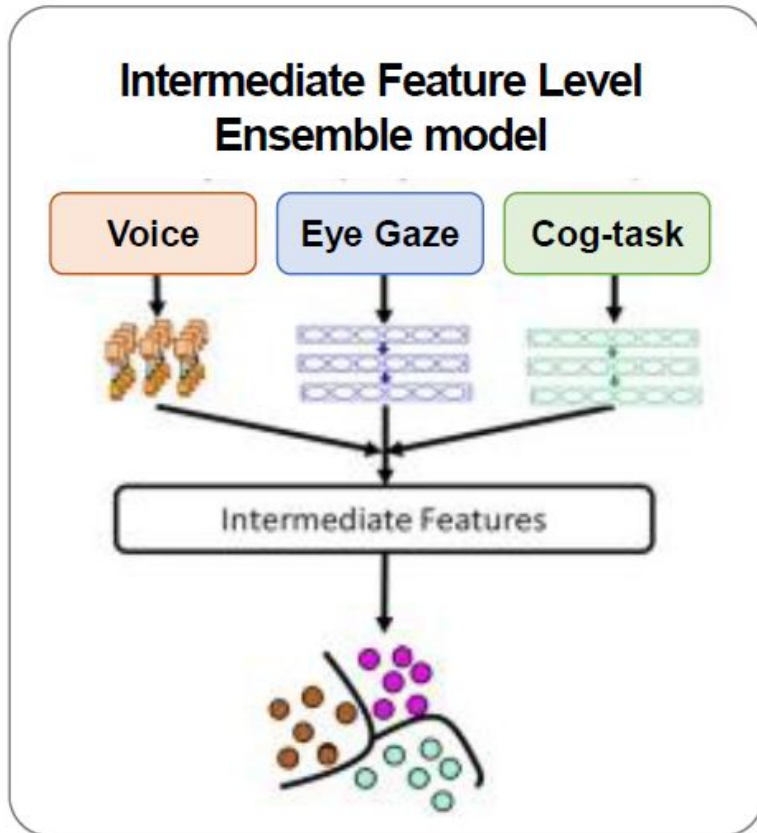 Intermediate Feature Level
Ensemble model
Voice
Eye Gaze
Cog-task
Intermediate Features